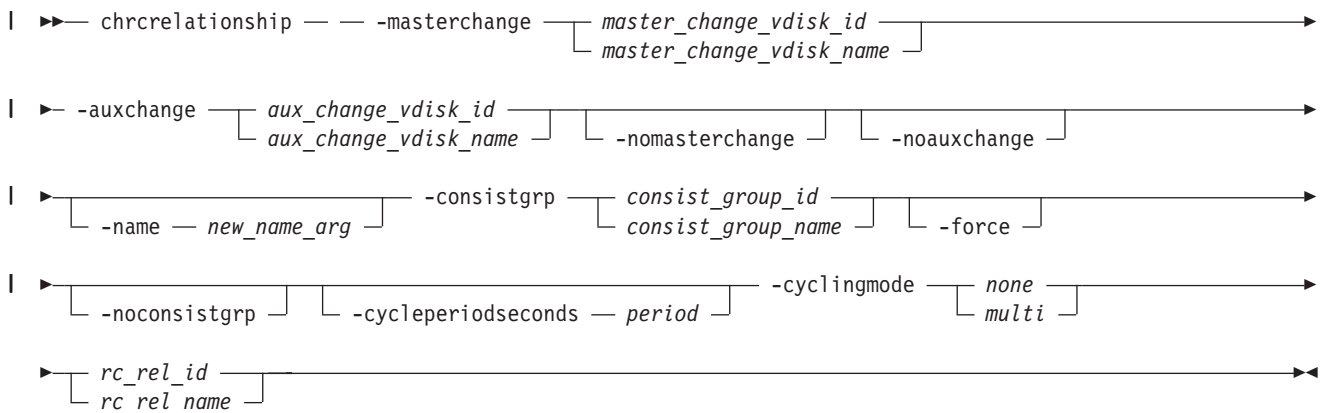 chrcrelationship -masterchange master_change_vdisk_id
master_change_vdisk_name
-auxchange aux_change_vdisk_id
aux_change_vdisk_name -nomasterchange -noauxchange
-consistgrp consist_group_id
-name new_name_arg consist_group_name -force
-cyclingmode none
-noconsistgrp -cycleperiodseconds period multi
rc_rel_id
rc_rel_name